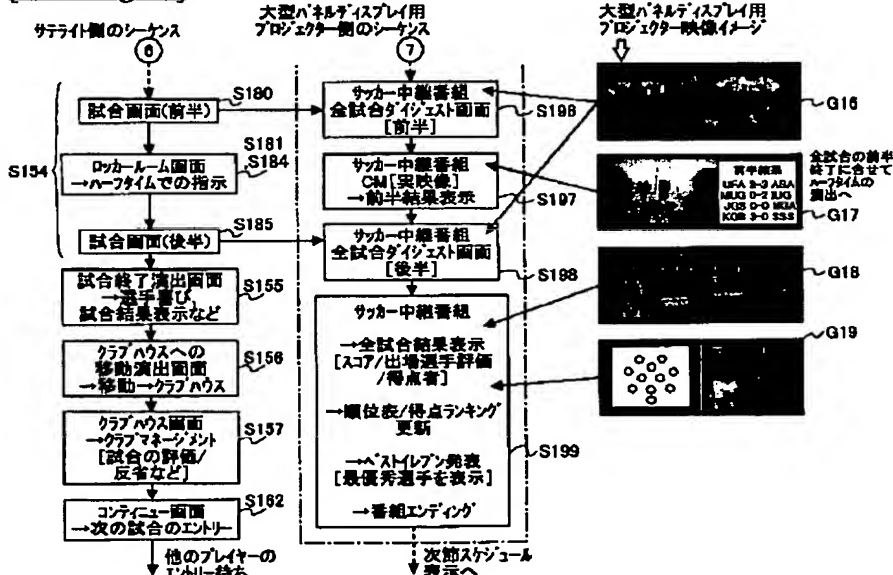 サテライト側のシーケンス
⑥
S154
試合画面(前半)
S180
S181
ロッカールーム画面
→ハーフタイムでの指示
S184
試合画面(後半)
S185
試合終了演出画面
→選手喜び,
試合結果表示など
S155
クラブハウスへの
移動演出画面
→移動→クラブハウス
S156
クラブハウス画面
→クラブマネージメント
[試合の評価/
反省など]
S157
コンティニュー画面
→次の試合のエントリー
S162
他のプレイヤーの
エントリー待ち
大型パネルディスプレイ用
プロジェクター側のシーケンス
⑦
サッカー中継番組
全試合ダイジェスト画面
[前半]
S196
サッカー中継番組
CM[実映像]
→前半結果表示
S197
サッカー中継番組
全試合ダイジェスト画面
[後半]
S198
サッカー中継番組
→全試合結果表示
[スコア/出場選手評価
/得点者]
→順位表/得点ランキング
更新
→ベストイレブン発表
[最優秀選手を表示]
→番組エンディング
S199
次節スケジュール
表示へ
大型パネルディスプレイ用
プロジェクター映像イメージ
G16
前半結果
JGS 0-0 MGA
KGB 3-0 SSS
全試合の前半
終了に合せて
ハーフタイムの
演出へ
G17
G18
G19